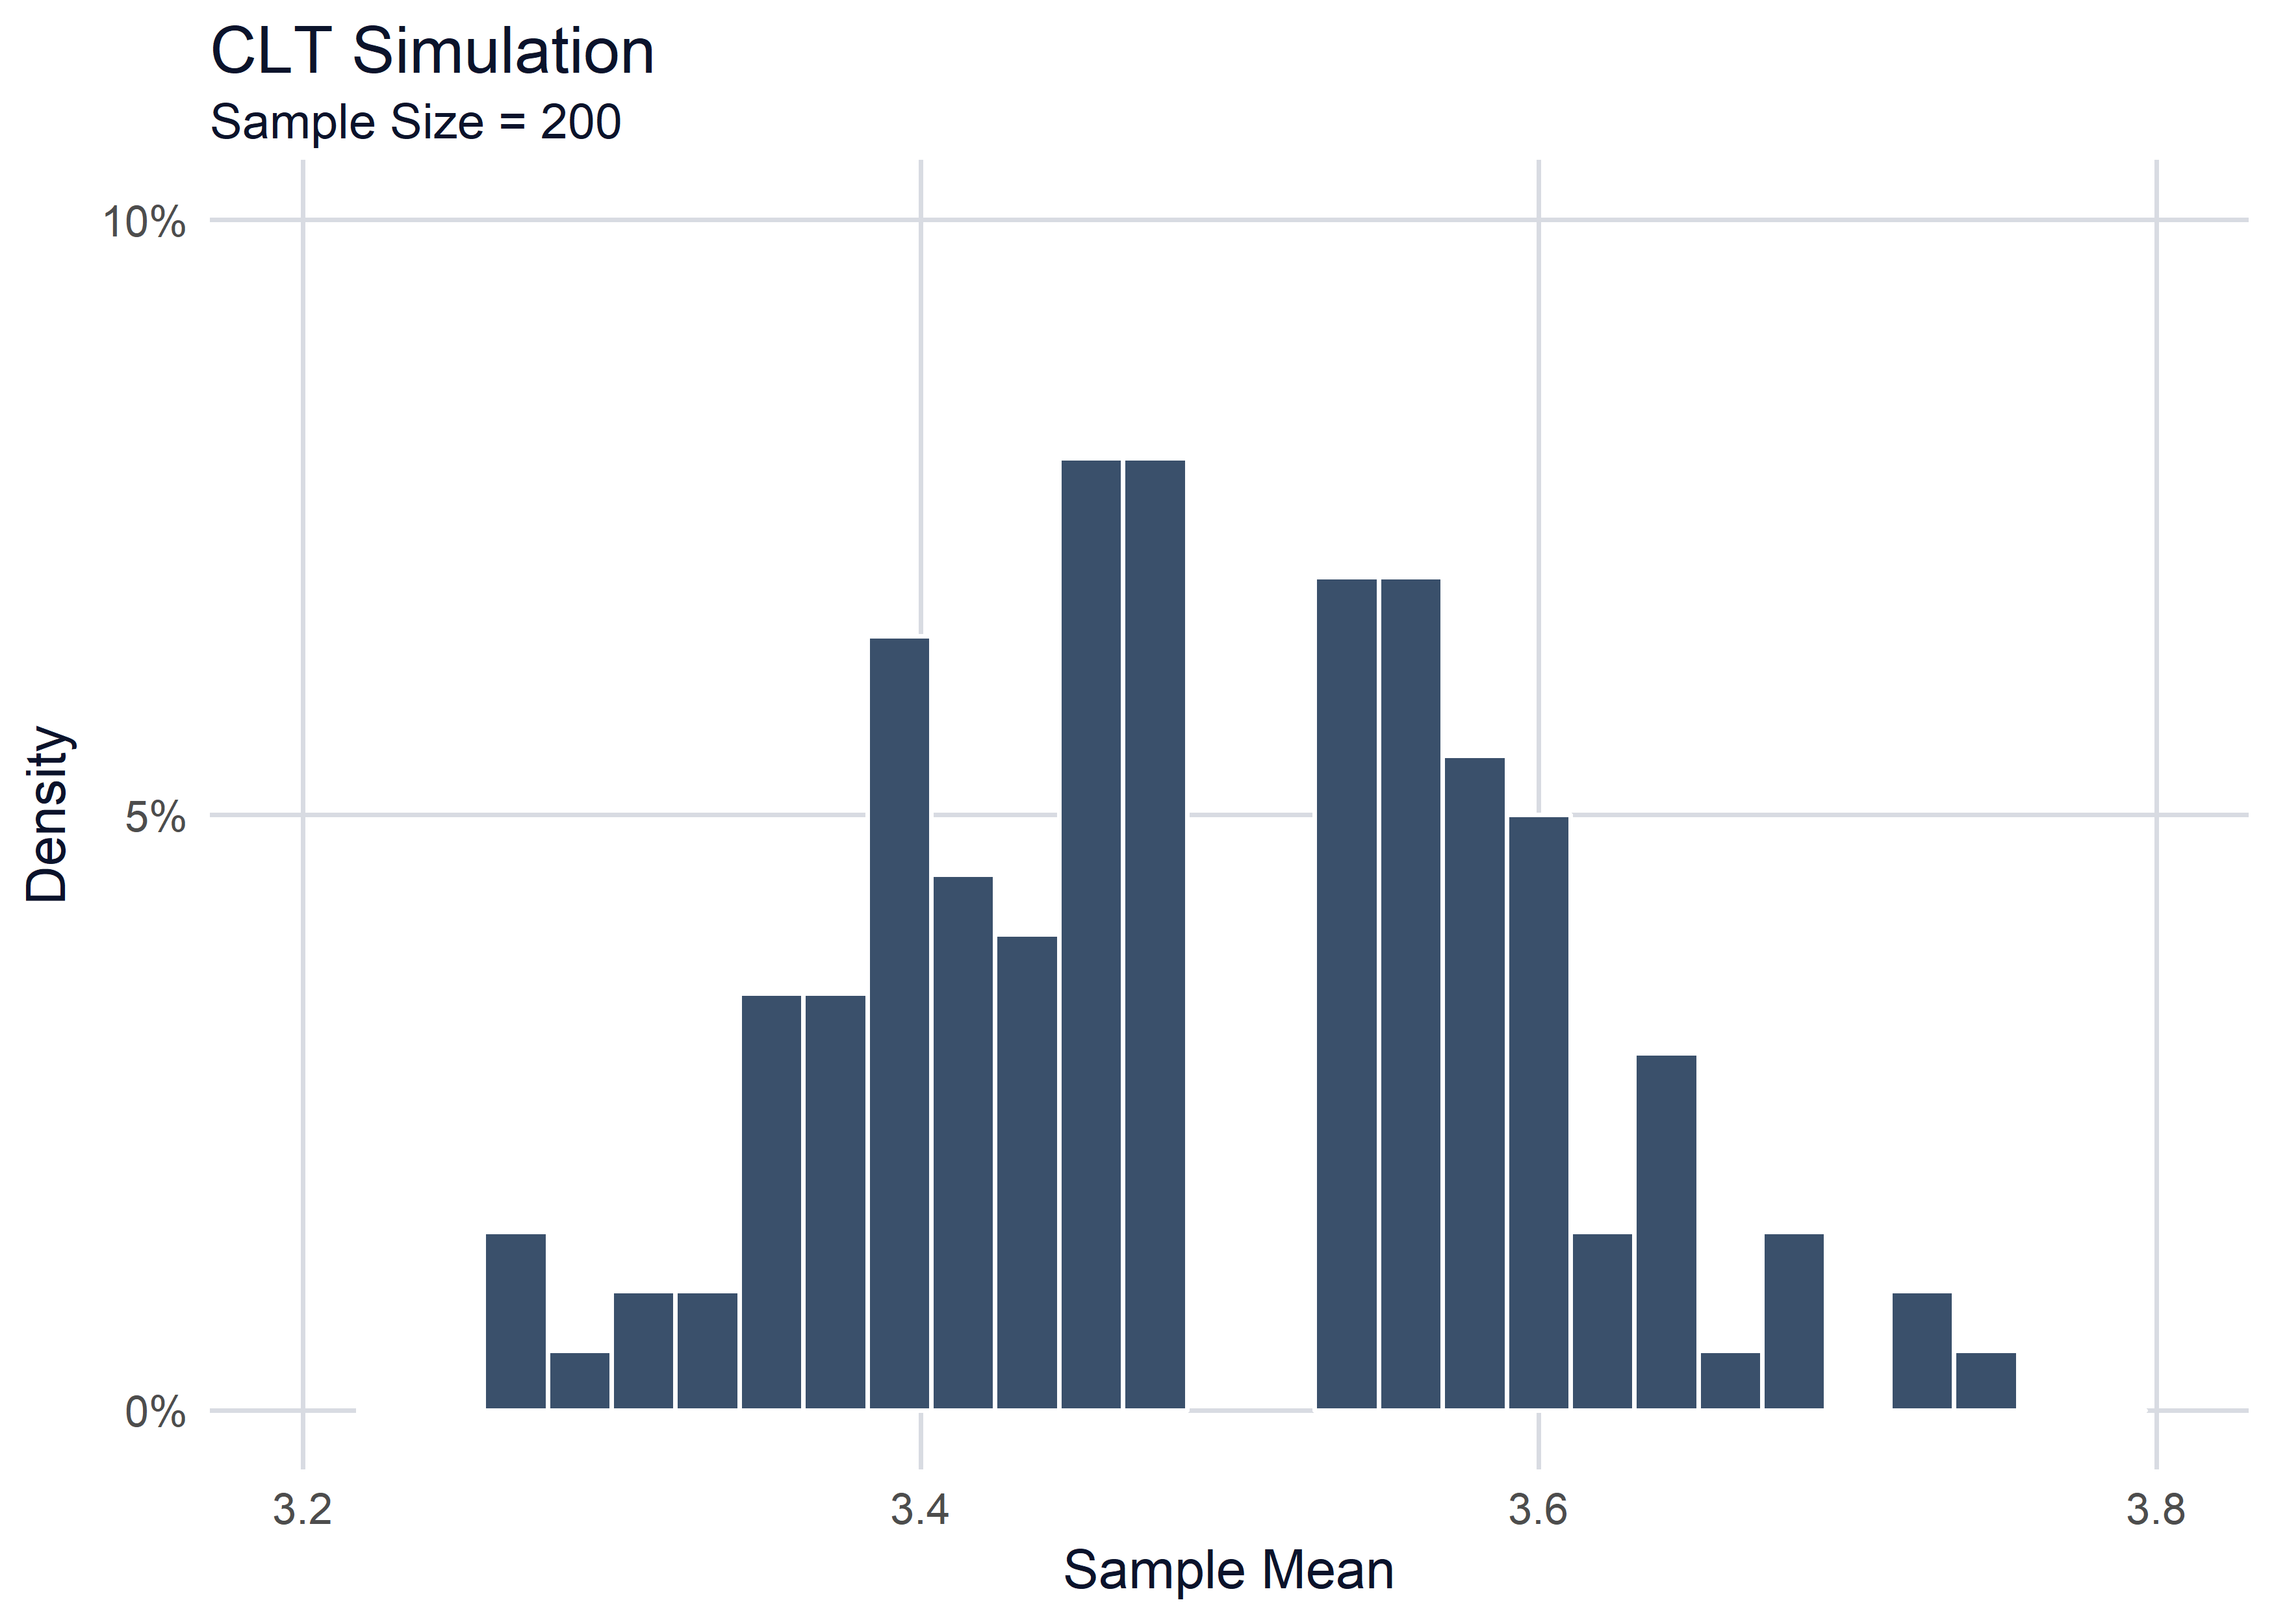 CLT Simulation
Sample Size = 200
10%
5%
0%
Density
3.2 3.4 3.6 3.8
Sample Mean